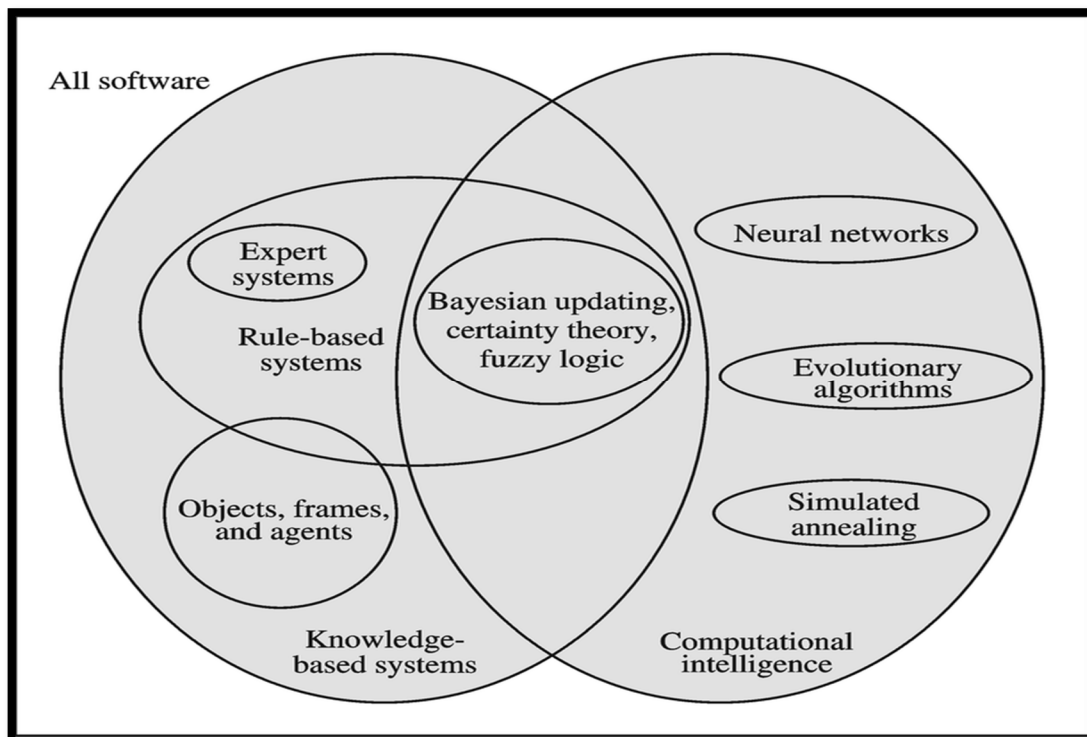 All software
Expert
systems
Rule-based
systems
Bayesian updating,
certainty theory,
fuzzy logic
Neural networks
Evolutionary
algorithms
Objects, frames,
and agents
Simulated
annealing
Knowledge-
based systems
Computational
intelligence